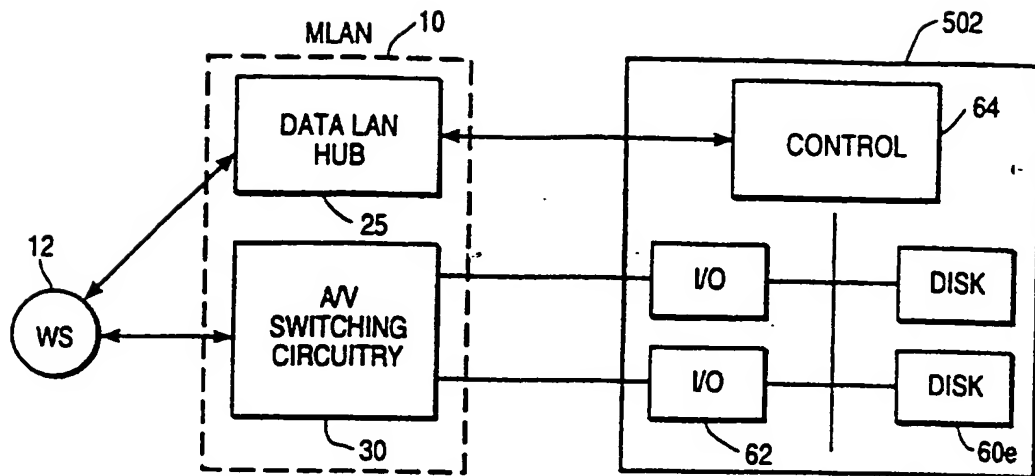 MLAN
10
502
DATA LAN
HUB
25
CONTROL
64
12
WS
A/V
SWITCHING
CIRCUITRY
30
I/O
DISK
I/O
62
DISK
60e